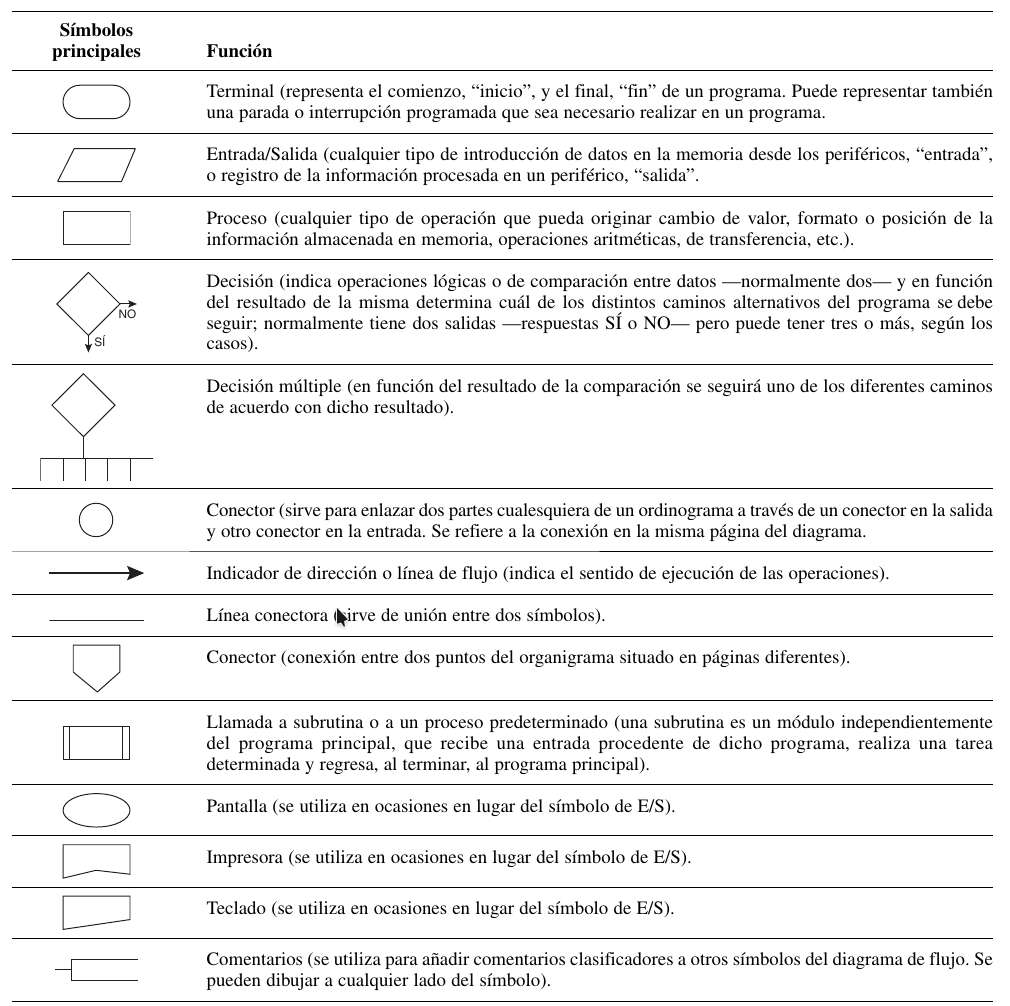 Símbolos
principales
Función
Terminal (representa el comienzo, “inicio”, y el final, “fin” de un programa. Puede representar también
una parada o interrupción programada que sea necesario realizar en un programa.
Entrada/Salida (cualquier tipo de introducción de datos en la memoria desde los periféricos, “entrada”,
o registro de la información procesada en un periférico, “salida”.
Proceso (cualquier tipo de operación que pueda originar cambio de valor, formato o posición de la
información almacenada en memoria, operaciones aritméticas, de transferencia, etc.).
NO
SÍ
Decisión (indica operaciones lógicas o de comparación entre datos —normalmente dos— y en función
del resultado de la misma determina cuál de los distintos caminos alternativos del programa se debe
seguir; normalmente tiene dos salidas —respuestas SÍ o NO— pero puede tener tres o más, según los
casos).
Decisión múltiple (en función del resultado de la comparación se seguirá uno de los diferentes caminos
de acuerdo con dicho resultado).
Conector (sirve para enlazar dos partes cualesquiera de un ordinograma a través de un conector en la salida
y otro conector en la entrada. Se refiere a la conexión en la misma página del diagrama.
Indicador de dirección o línea de flujo (indica el sentido de ejecución de las operaciones).
Línea conectora (sirve de unión entre dos símbolos).
Conector (conexión entre dos puntos del organigrama situado en páginas diferentes).
Llamada a subrutina o a un proceso predeterminado (una subrutina es un módulo independientemente
del programa principal, que recibe una entrada procedente de dicho programa, realiza una tarea
determinada y regresa, al terminar, al programa principal).
Pantalla (se utiliza en ocasiones en lugar del símbolo de E/S).
Impresora (se utiliza en ocasiones en lugar del símbolo de E/S).
Teclado (se utiliza en ocasiones en lugar del símbolo de E/S).
Comentarios (se utiliza para añadir comentarios clasificadores a otros símbolos del diagrama de flujo. Se
pueden dibujar a cualquier lado del símbolo).